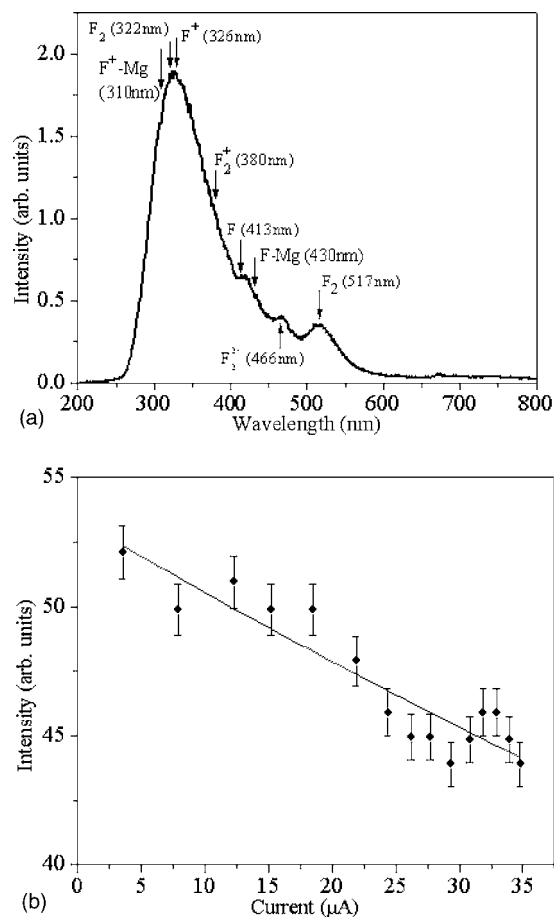 F₂ (322nm) F⁺ (326nm)
F⁺-Mg
(310nm)
F₂⁺ (380nm)
F (413nm)
F-Mg (430nm)
F₂ (517nm)
F₂²⁺ (466nm)
Intensity (arb. units)
2.0
1.5
1.0
0.5
0.0
200 300 400 500 600 700 800
Wavelength (nm)
(a)
Intensity (arb. units)
55
50
45
40
0 5 10 15 20 25 30 35
Current (μA)
(b)